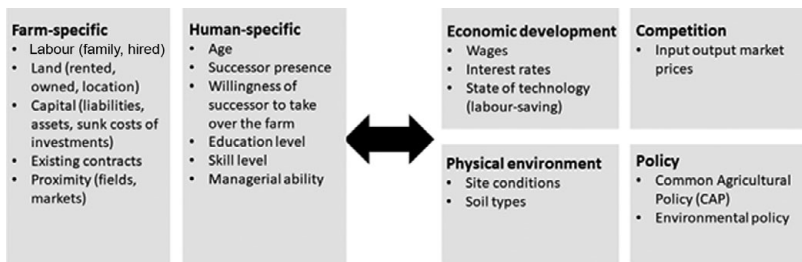 Farm-specific
• Labour (family, hired)
• Land (rented,
owned, location)
• Capital (liabilities,
assets, sunk costs of
investments)
• Existing contracts
• Proximity (fields,
markets)
Human-specific
• Age
• Successor presence
• Willingness of
successor to take
over the farm
• Education level
• Skill level
• Managerial ability
Economic development
• Wages
• Interest rates
• State of technology
(labour-saving)
Competition
• Input output market
prices
Physical environment
• Site conditions
• Soil types
Policy
• Common Agricultural
Policy (CAP)
• Environmental policy